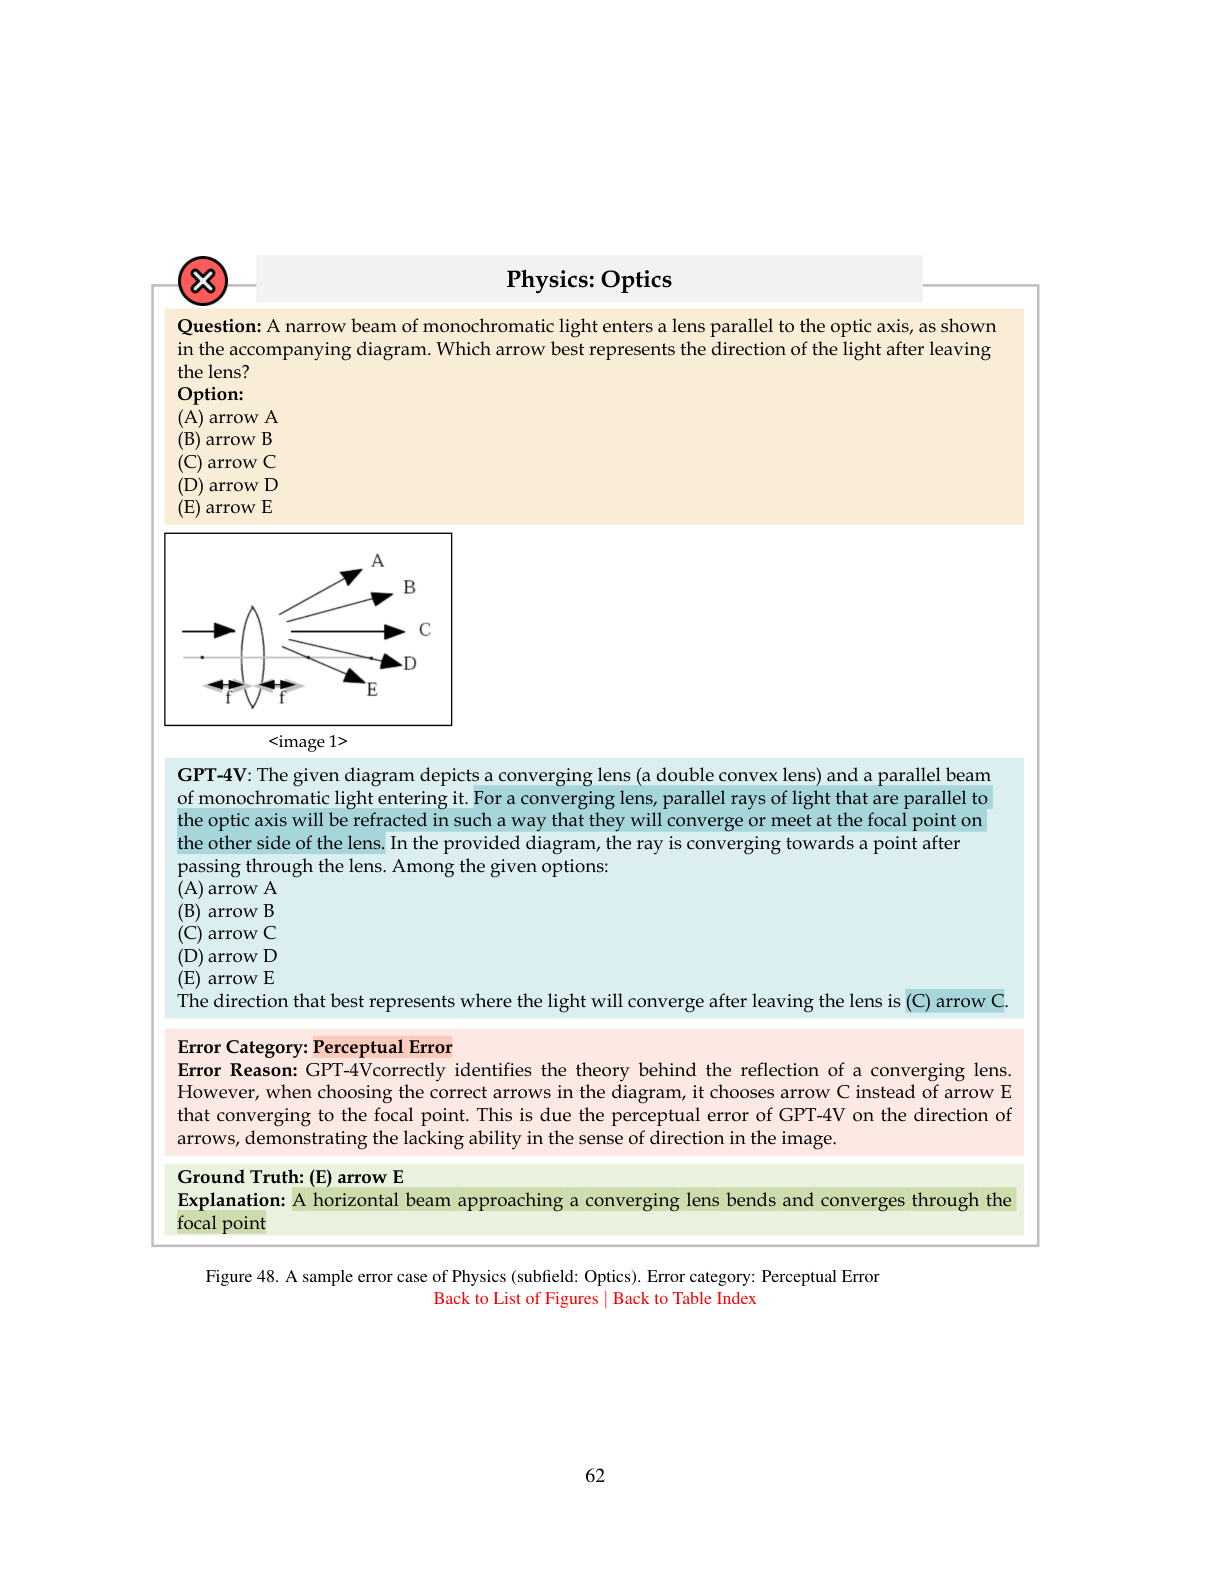 Physics: Optics
Question: A narrow beam of monochromatic light enters a lens parallel to the optic axis, as shown
in the accompanying diagram. Which arrow best represents the direction of the light after leaving
the lens?
Option:
(A) arrow A
(B) arrow B
(C) arrow C
(D) arrow D
(E) arrow E
A
B
C
D
E
f
f
<image 1>
GPT-4V: The given diagram depicts a converging lens (a double convex lens) and a parallel beam
of monochromatic light entering it. For a converging lens, parallel rays of light that are parallel to
the optic axis will be refracted in such a way that they will converge or meet at the focal point on
the other side of the lens. In the provided diagram, the ray is converging towards a point after
passing through the lens. Among the given options:
(A) arrow A
(B) arrow B
(C) arrow C
(D) arrow D
(E) arrow E
The direction that best represents where the light will converge after leaving the lens is (C) arrow C.
Error Category: Perceptual Error
Error Reason: GPT-4Vcorrectly identifies the theory behind the reflection of a converging lens.
However, when choosing the correct arrows in the diagram, it chooses arrow C instead of arrow E
that converging to the focal point. This is due the perceptual error of GPT-4V on the direction of
arrows, demonstrating the lacking ability in the sense of direction in the image.
Ground Truth: (E) arrow E
Explanation: A horizontal beam approaching a converging lens bends and converges through the
focal point
Figure 48. A sample error case of Physics (subfield: Optics). Error category: Perceptual Error
Back to List of Figures | Back to Table Index
62